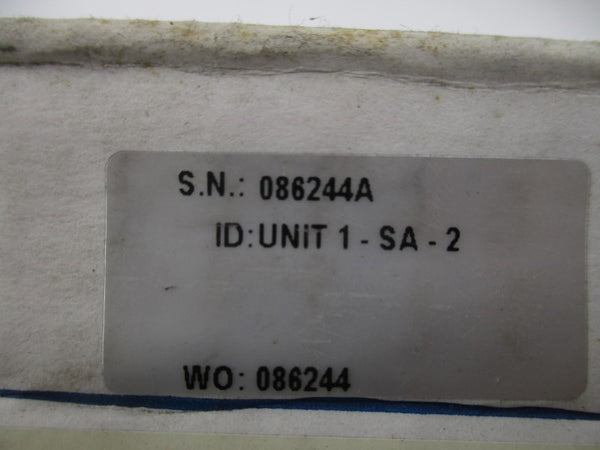 S.N.: 086244A
ID:UNiT 1 - SA - 2
WO: 086244